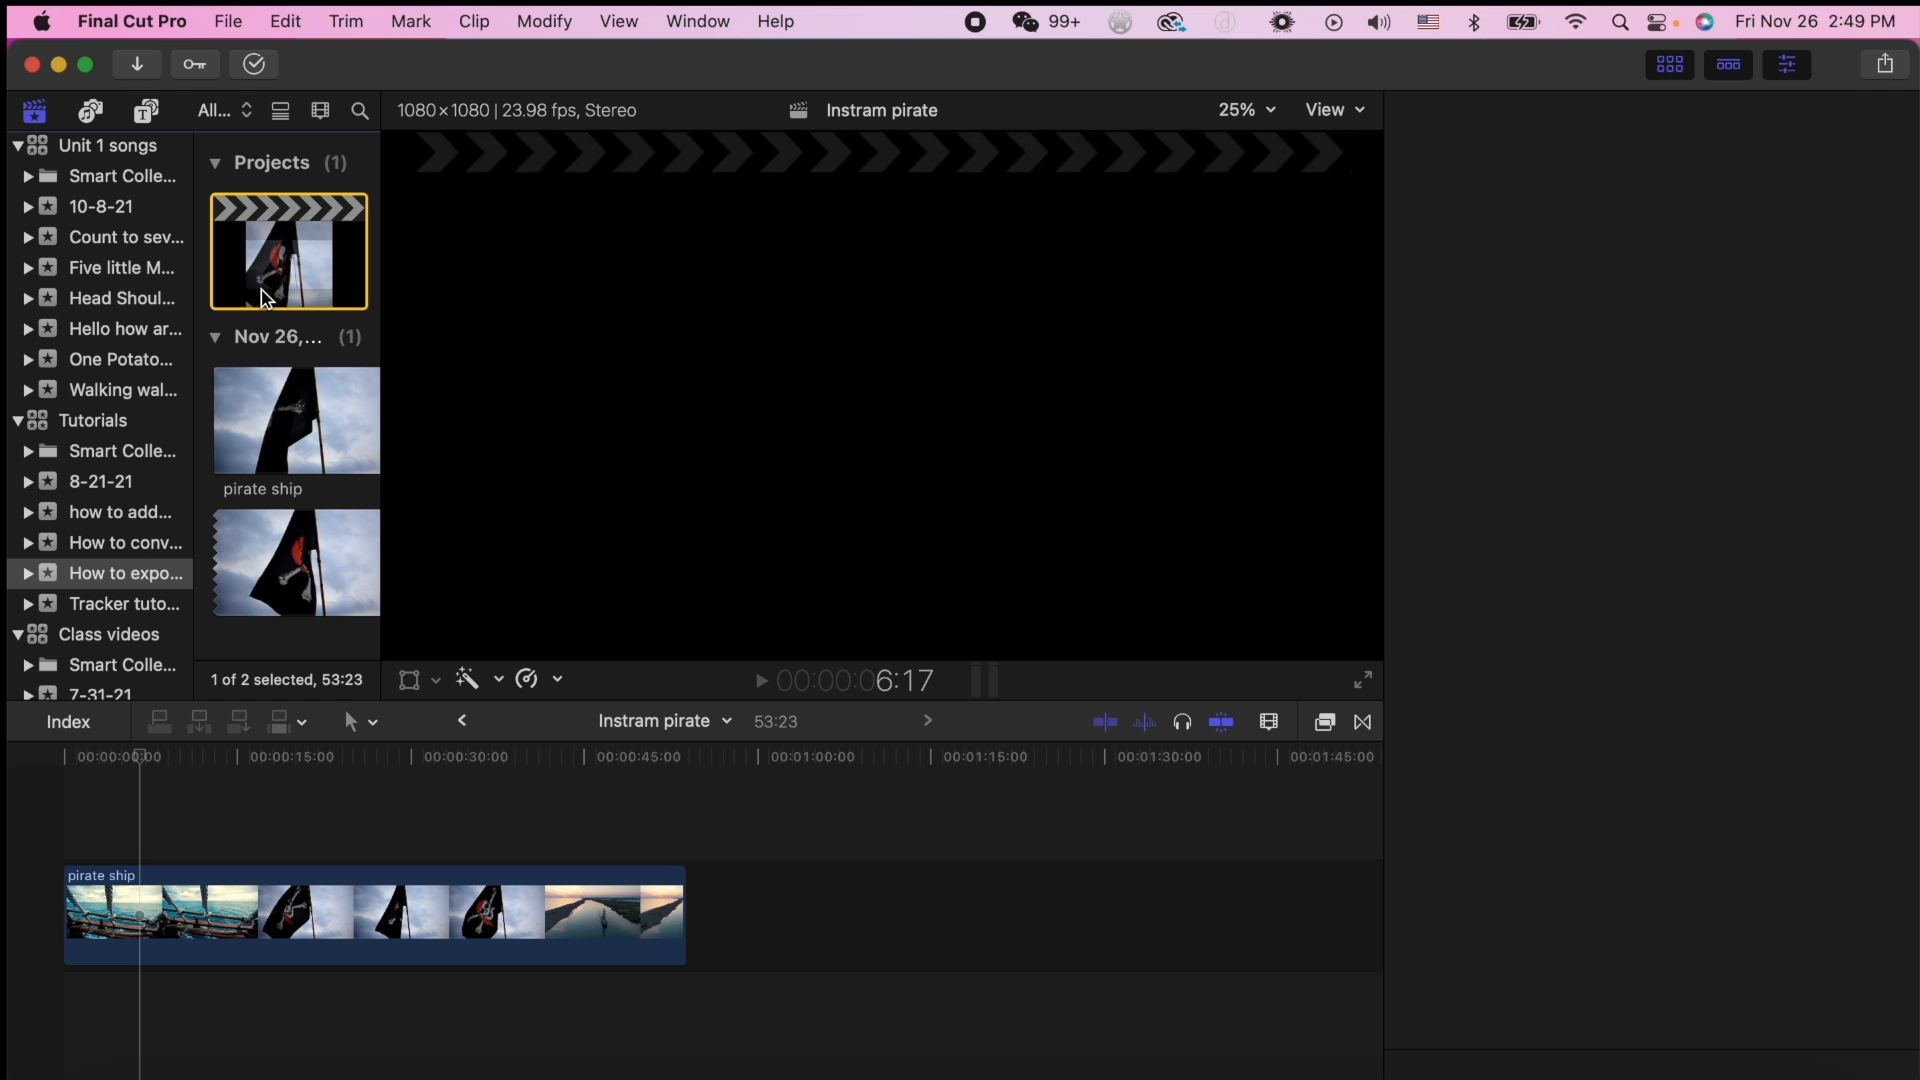 Final Cut Pro File Edit Trim Mark Clip Modify View Window Help 99+ Fri Nov 26 2:49 PM
All... 1080×1080 | 23.98 fps, Stereo Instram pirate 25% View
Unit 1 songs
Smart Colle...
10-8-21
Count to sev...
Five little M...
Head Shoul...
Hello how ar...
One Potato...
Walking wal...
Tutorials
Smart Colle...
8-21-21
how to add...
How to conv...
How to expo...
Tracker tuto...
Class videos
Smart Colle...
7-31-21
Projects (1)
Nov 26,... (1)
pirate ship
1 of 2 selected, 53:23
00:00:06:17
Index Instram pirate 53:23
00:00:00:00 00:00:15:00 00:00:30:00 00:00:45:00 00:01:00:00 00:01:15:00 00:01:30:00 00:01:45:00
pirate ship